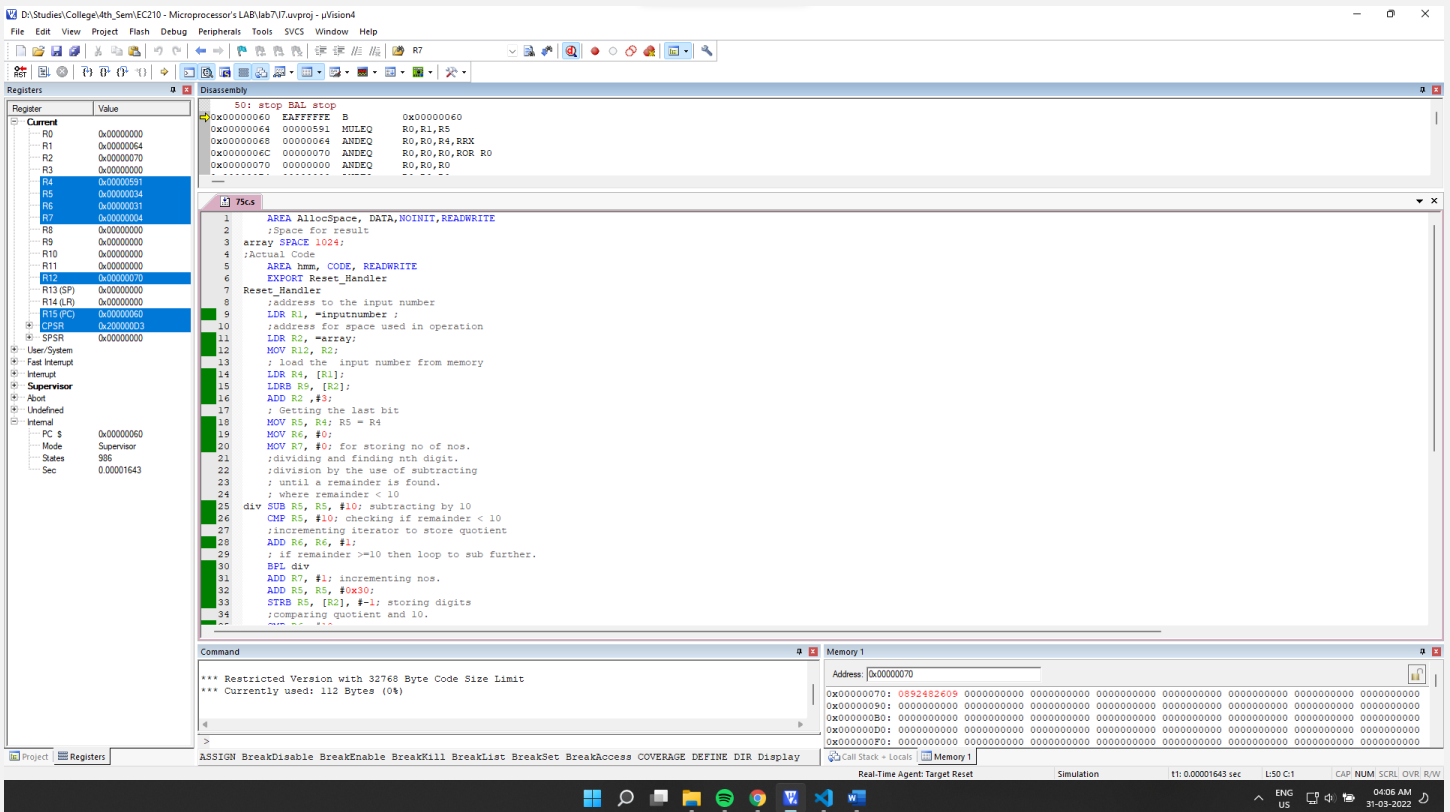 D:\Studies\College\4th_Sem\EC210 - Microprocessor's LAB\lab7\l7.uvproj - µVision4
File Edit View Project Flash Debug Peripherals Tools SVCS Window Help
R7
RST
Registers
Register Value
Current
R0 0x00000000
R1 0x00000064
R2 0x00000070
R3 0x00000000
R4 0x00000591
R5 0x00000034
R6 0x00000031
R7 0x00000004
R8 0x00000000
R9 0x00000000
R10 0x00000000
R11 0x00000000
R12 0x00000070
R13 (SP) 0x00000000
R14 (LR) 0x00000000
R15 (PC) 0x00000060
CPSR 0x200000D3
SPSR 0x00000000
User/System
Fast Interrupt
Interrupt
Supervisor
Abort
Undefined
Internal
PC $ 0x00000060
Mode Supervisor
States 986
Sec 0.00001643
Project Registers
Disassembly
50: stop BAL stop
0x00000060 EAFFFFFE B 0x00000060
0x00000064 00000591 MULEQ R0,R1,R5
0x00000068 00000064 ANDEQ R0,R0,R4,RRX
0x0000006C 00000070 ANDEQ R0,R0,R0,ROR R0
0x00000070 00000000 ANDEQ R0,R0,R0
75c.s
1 AREA AllocSpace, DATA,NOINIT,READWRITE
2 ;Space for result
3 array SPACE 1024;
4 ;Actual Code
5 AREA hmm, CODE, READWRITE
6 EXPORT Reset_Handler
7 Reset_Handler
8 ;address to the input number
9 LDR R1, =inputnumber ;
10 ;address for space used in operation
11 LDR R2, =array;
12 MOV R12, R2;
13 ; load the  input number from memory
14 LDR R4, [R1];
15 LDRB R9, [R2];
16 ADD R2 ,#3;
17 ; Getting the last bit
18 MOV R5, R4; R5 = R4
19 MOV R6, #0;
20 MOV R7, #0; for storing no of nos.
21 ;dividing and finding nth digit.
22 ;division by the use of subtracting
23 ; until a remainder is found.
24 ; where remainder < 10
25 div SUB R5, R5, #10; subtracting by 10
26 CMP R5, #10; checking if remainder < 10
27 ;incrementing iterator to store quotient
28 ADD R6, R6, #1;
29 ; if remainder >=10 then loop to sub further.
30 BPL div
31 ADD R7, #1; incrementing nos.
32 ADD R5, R5, #0x30;
33 STRB R5, [R2], #-1; storing digits
34 ;comparing quotient and 10.
Command
*** Restricted Version with 32768 Byte Code Size Limit
*** Currently used: 112 Bytes (0%)
>
ASSIGN BreakDisable BreakEnable BreakKill BreakList BreakSet BreakAccess COVERAGE DEFINE DIR Display
Memory 1
Address: 0x00000070
0x00000070: 0892482609 0000000000 0000000000 0000000000 0000000000 0000000000 0000000000 0000000000
0x00000090: 0000000000 0000000000 0000000000 0000000000 0000000000 0000000000 0000000000 0000000000
0x000000B0: 0000000000 0000000000 0000000000 0000000000 0000000000 0000000000 0000000000 0000000000
0x000000D0: 0000000000 0000000000 0000000000 0000000000 0000000000 0000000000 0000000000 0000000000
0x000000F0: 0000000000 0000000000 0000000000 0000000000 0000000000 0000000000 0000000000 0000000000
Call Stack + Locals Memory 1
Real-Time Agent: Target Reset Simulation t1: 0.00001643 sec L:50 C:1 CAP NUM SCRL OVR R/W
ENG
US
04:06 AM
31-03-2022